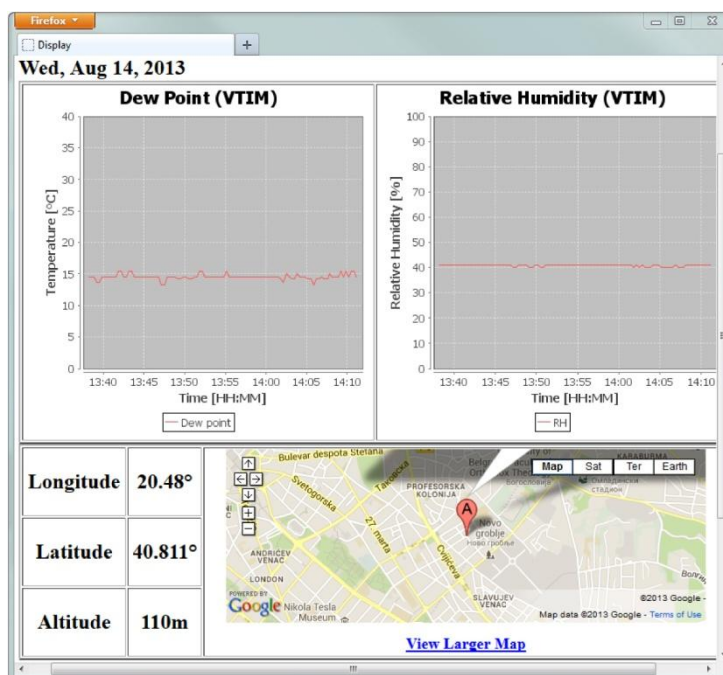 Firefox
Display
Wed, Aug 14, 2013
Dew Point (VTIM)
40
35
30
25
20
15
10
5
0
Temperature [°C]
13:40 13:45 13:50 13:55 14:00 14:05 14:10
Time [HH:MM]
Dew point
Relative Humidity (VTIM)
100
90
80
70
60
50
40
30
20
10
0
Relative Humidity [%]
13:40 13:45 13:50 13:55 14:00 14:05 14:10
Time [HH:MM]
RH
Longitude 20.48°
Latitude 40.811°
Altitude 110m
Bulevar despota Stefana
Takovska
Svetogorska
27. marta
PROFESORSKA
KOLONIJA
Cvijićeva
ANDRIĆEV
VENAC
LONDON
Nikola Tesla
Museum
A
Novo
groblje
Ново гробље
SLAVUJEV
VENAC
KARABURMA
Омладински
стадион
Map Sat Ter Earth
POWERED BY
Google
©2013 Google -
Map data ©2013 Google - Terms of Use
View Larger Map